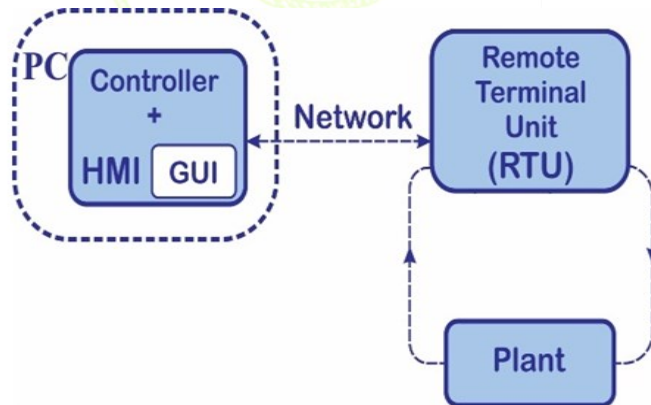 PC
Controller
+
HMI GUI
Network
Remote
Terminal
Unit
(RTU)
Plant